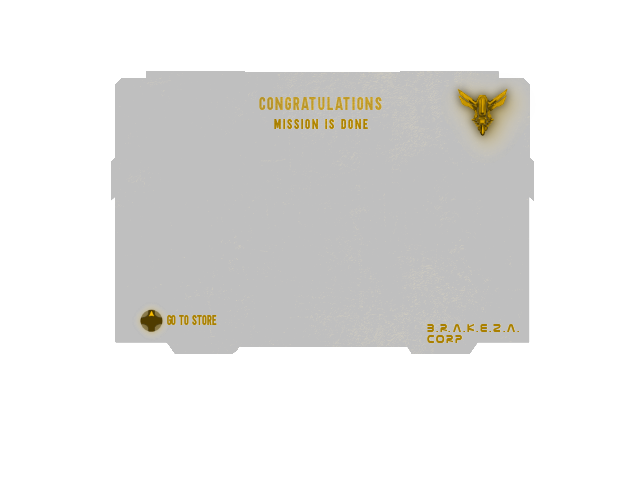 CONGRATULATIONS
MISSION IS DONE
GO TO STORE
B.R.A.K.E.Z.A.
CORP